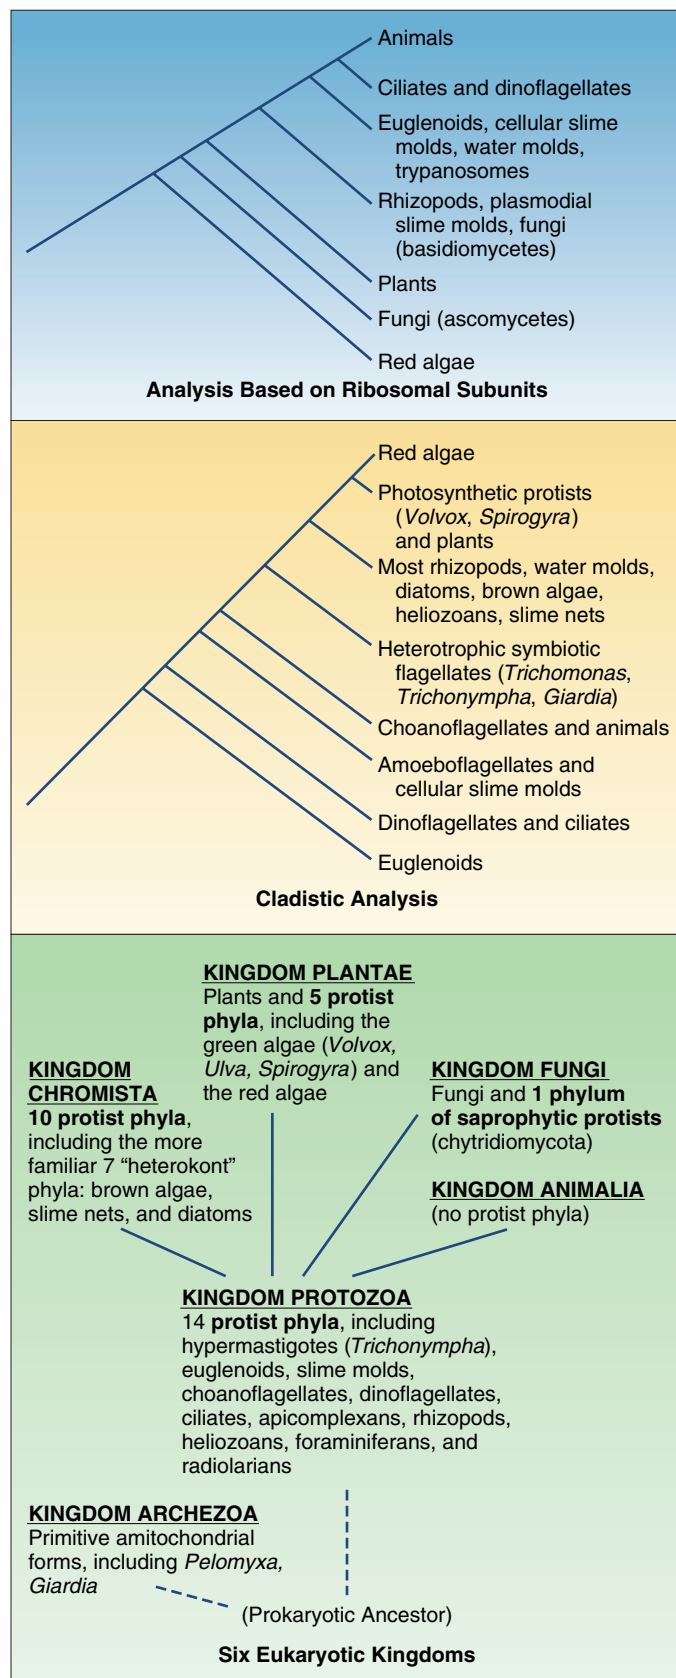 Animals
Ciliates and dinoflagellates
Euglenoids, cellular slime
molds, water molds,
trypanosomes
Rhizopods, plasmodial
slime molds, fungi
(basidiomycetes)
Plants
Fungi (ascomycetes)
Red algae
Analysis Based on Ribosomal Subunits
Red algae
Photosynthetic protists
(Volvox, Spirogyra)
and plants
Most rhizopods, water molds,
diatoms, brown algae,
heliozoans, slime nets
Heterotrophic symbiotic
flagellates (Trichomonas,
Trichonympha, Giardia)
Choanoflagellates and animals
Amoeboflagellates and
cellular slime molds
Dinoflagellates and ciliates
Euglenoids
Cladistic Analysis
KINGDOM PLANTAE
Plants and 5 protist
phyla, including the
green algae (Volvox,
Ulva, Spirogyra) and
the red algae
KINGDOM
CHROMISTA
10 protist phyla,
including the more
familiar 7 “heterokont”
phyla: brown algae,
slime nets, and diatoms
KINGDOM FUNGI
Fungi and 1 phylum
of saprophytic protists
(chytridiomycota)
KINGDOM ANIMALIA
(no protist phyla)
KINGDOM PROTOZOA
14 protist phyla, including
hypermastigotes (Trichonympha),
euglenoids, slime molds,
choanoflagellates, dinoflagellates,
ciliates, apicomplexans, rhizopods,
heliozoans, foraminiferans, and
radiolarians
KINGDOM ARCHEZOA
Primitive amitochondrial
forms, including Pelomyxa,
Giardia
(Prokaryotic Ancestor)
Six Eukaryotic Kingdoms